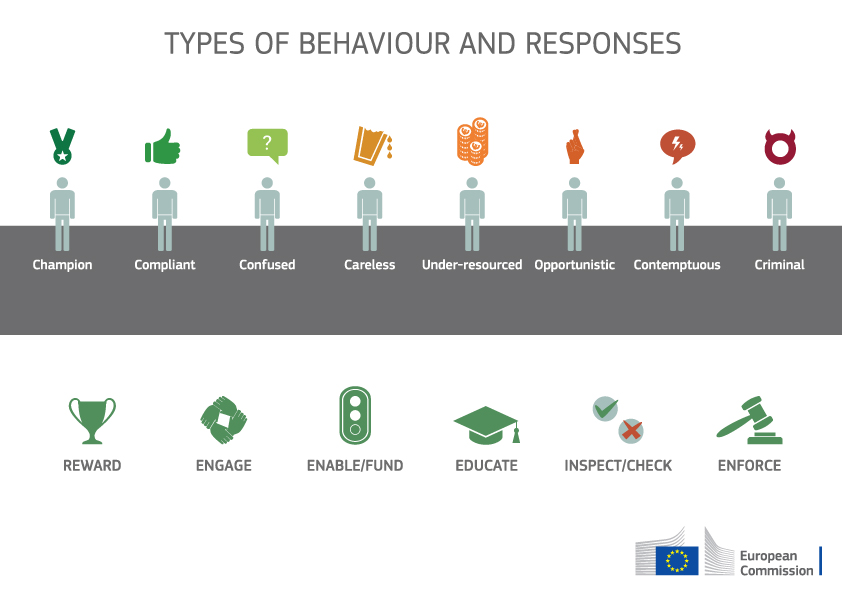 TYPES OF BEHAVIOUR AND RESPONSES
?
Champion
Compliant
Confused
Careless
Under-resourced
Opportunistic
Contemptuous
Criminal
REWARD
ENGAGE
ENABLE/FUND
EDUCATE
INSPECT/CHECK
ENFORCE
European
Commission